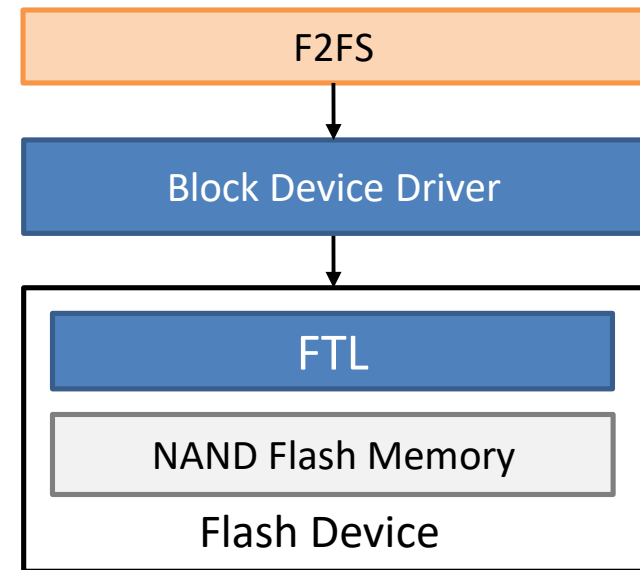 F2FS
Block Device Driver
FTL
NAND Flash Memory
Flash Device